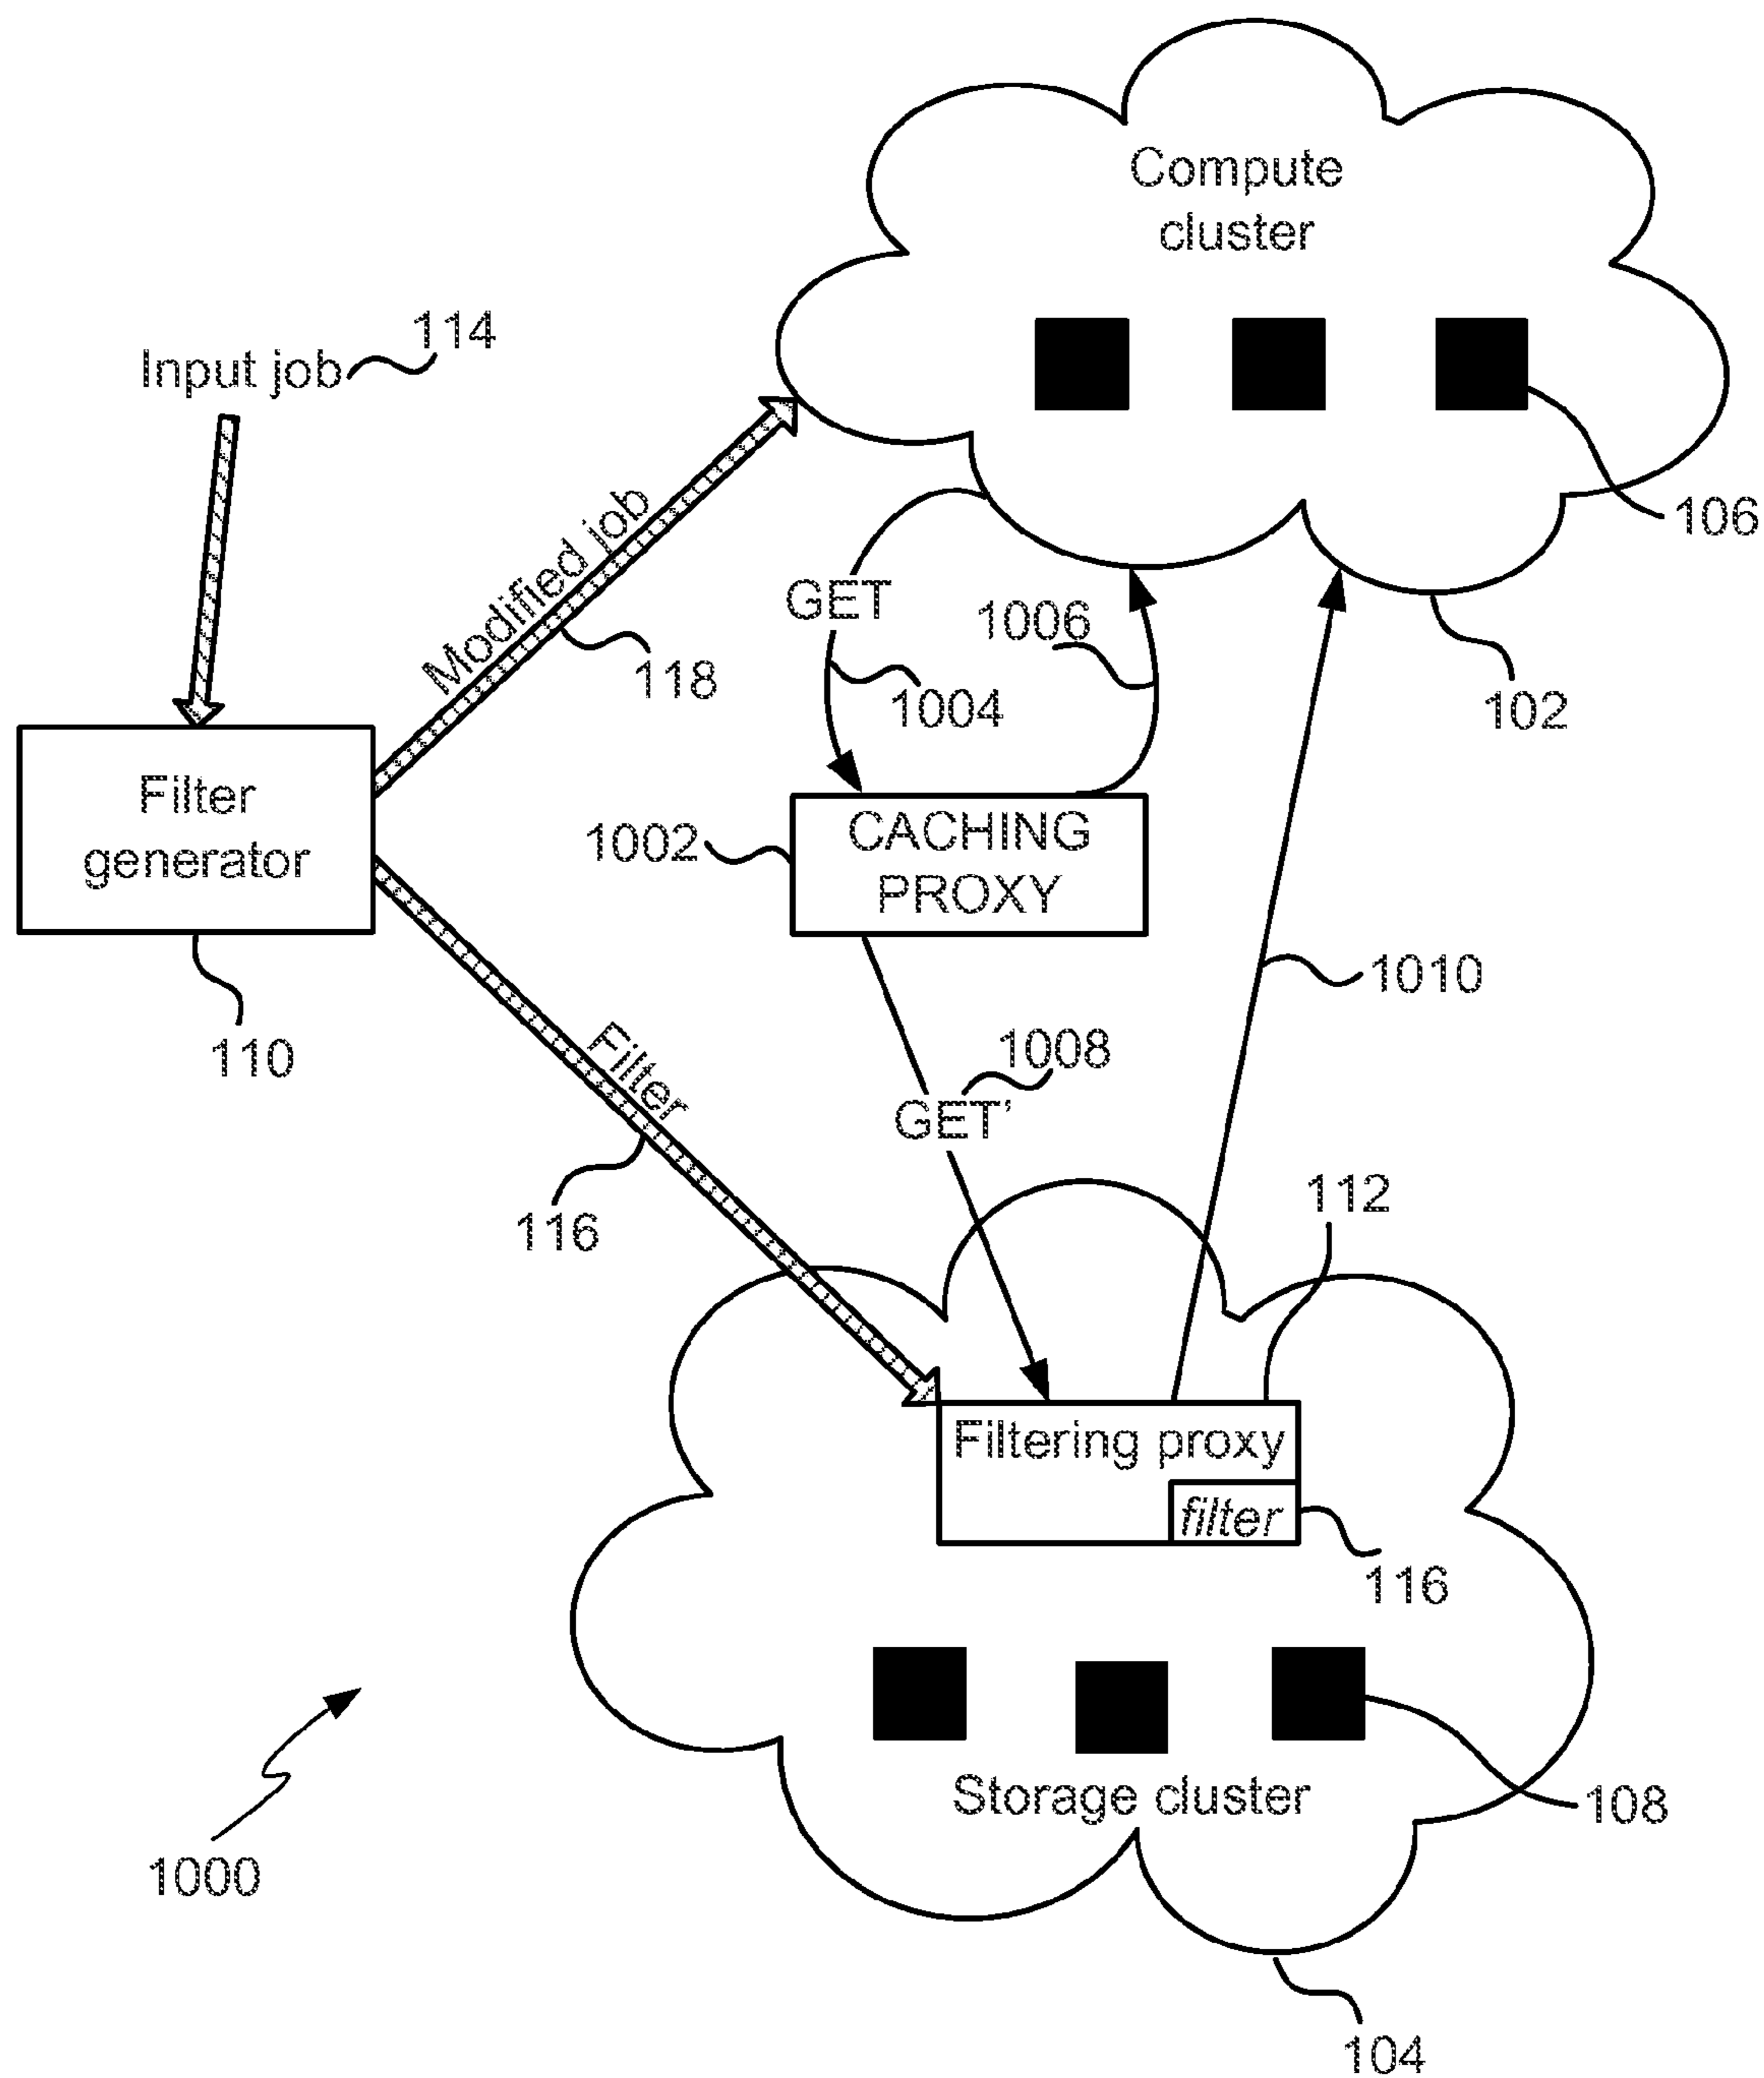 Compute
cluster
114
Input job
106
Modified job
GET
1006
118
1004
102
Filter
generator
CACHING
PROXY
1002
1010
110
Filter
1008
GET'
112
116
Filtering proxy
filter
116
Storage cluster
108
1000
104